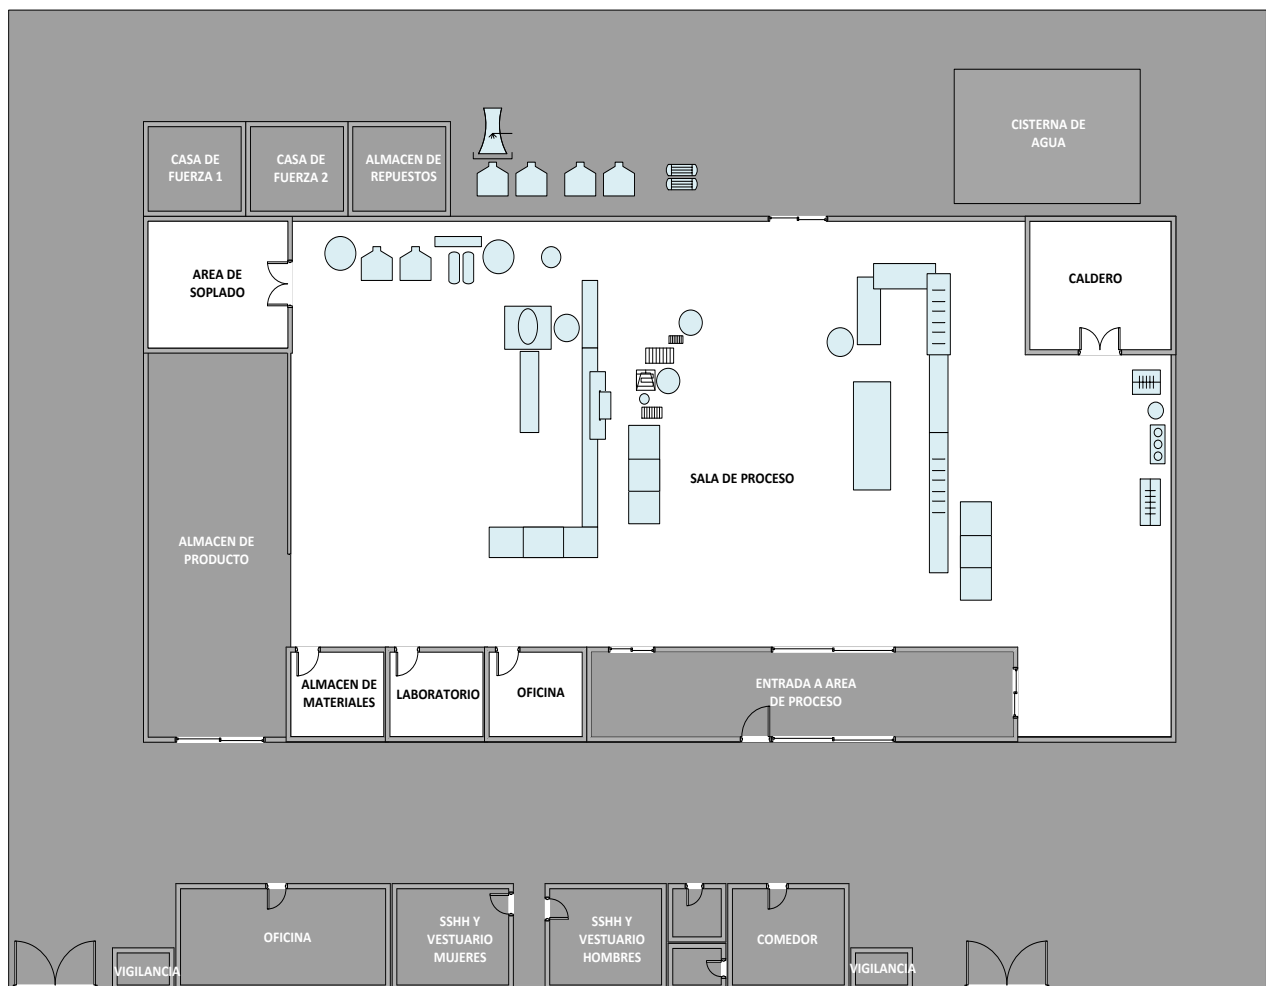 CISTERNA DE
AGUA
CASA DE
FUERZA 1
CASA DE
FUERZA 2
ALMACEN DE
REPUESTOS
AREA DE
SOPLADO
CALDERO
SALA DE PROCESO
ALMACEN DE
PRODUCTO
ALMACEN DE
MATERIALES
LABORATORIO
OFICINA
ENTRADA A AREA
DE PROCESO
OFICINA
SSHH Y
VESTUARIO
MUJERES
SSHH Y
VESTUARIO
HOMBRES
COMEDOR
VIGILANCIA
VIGILANCIA